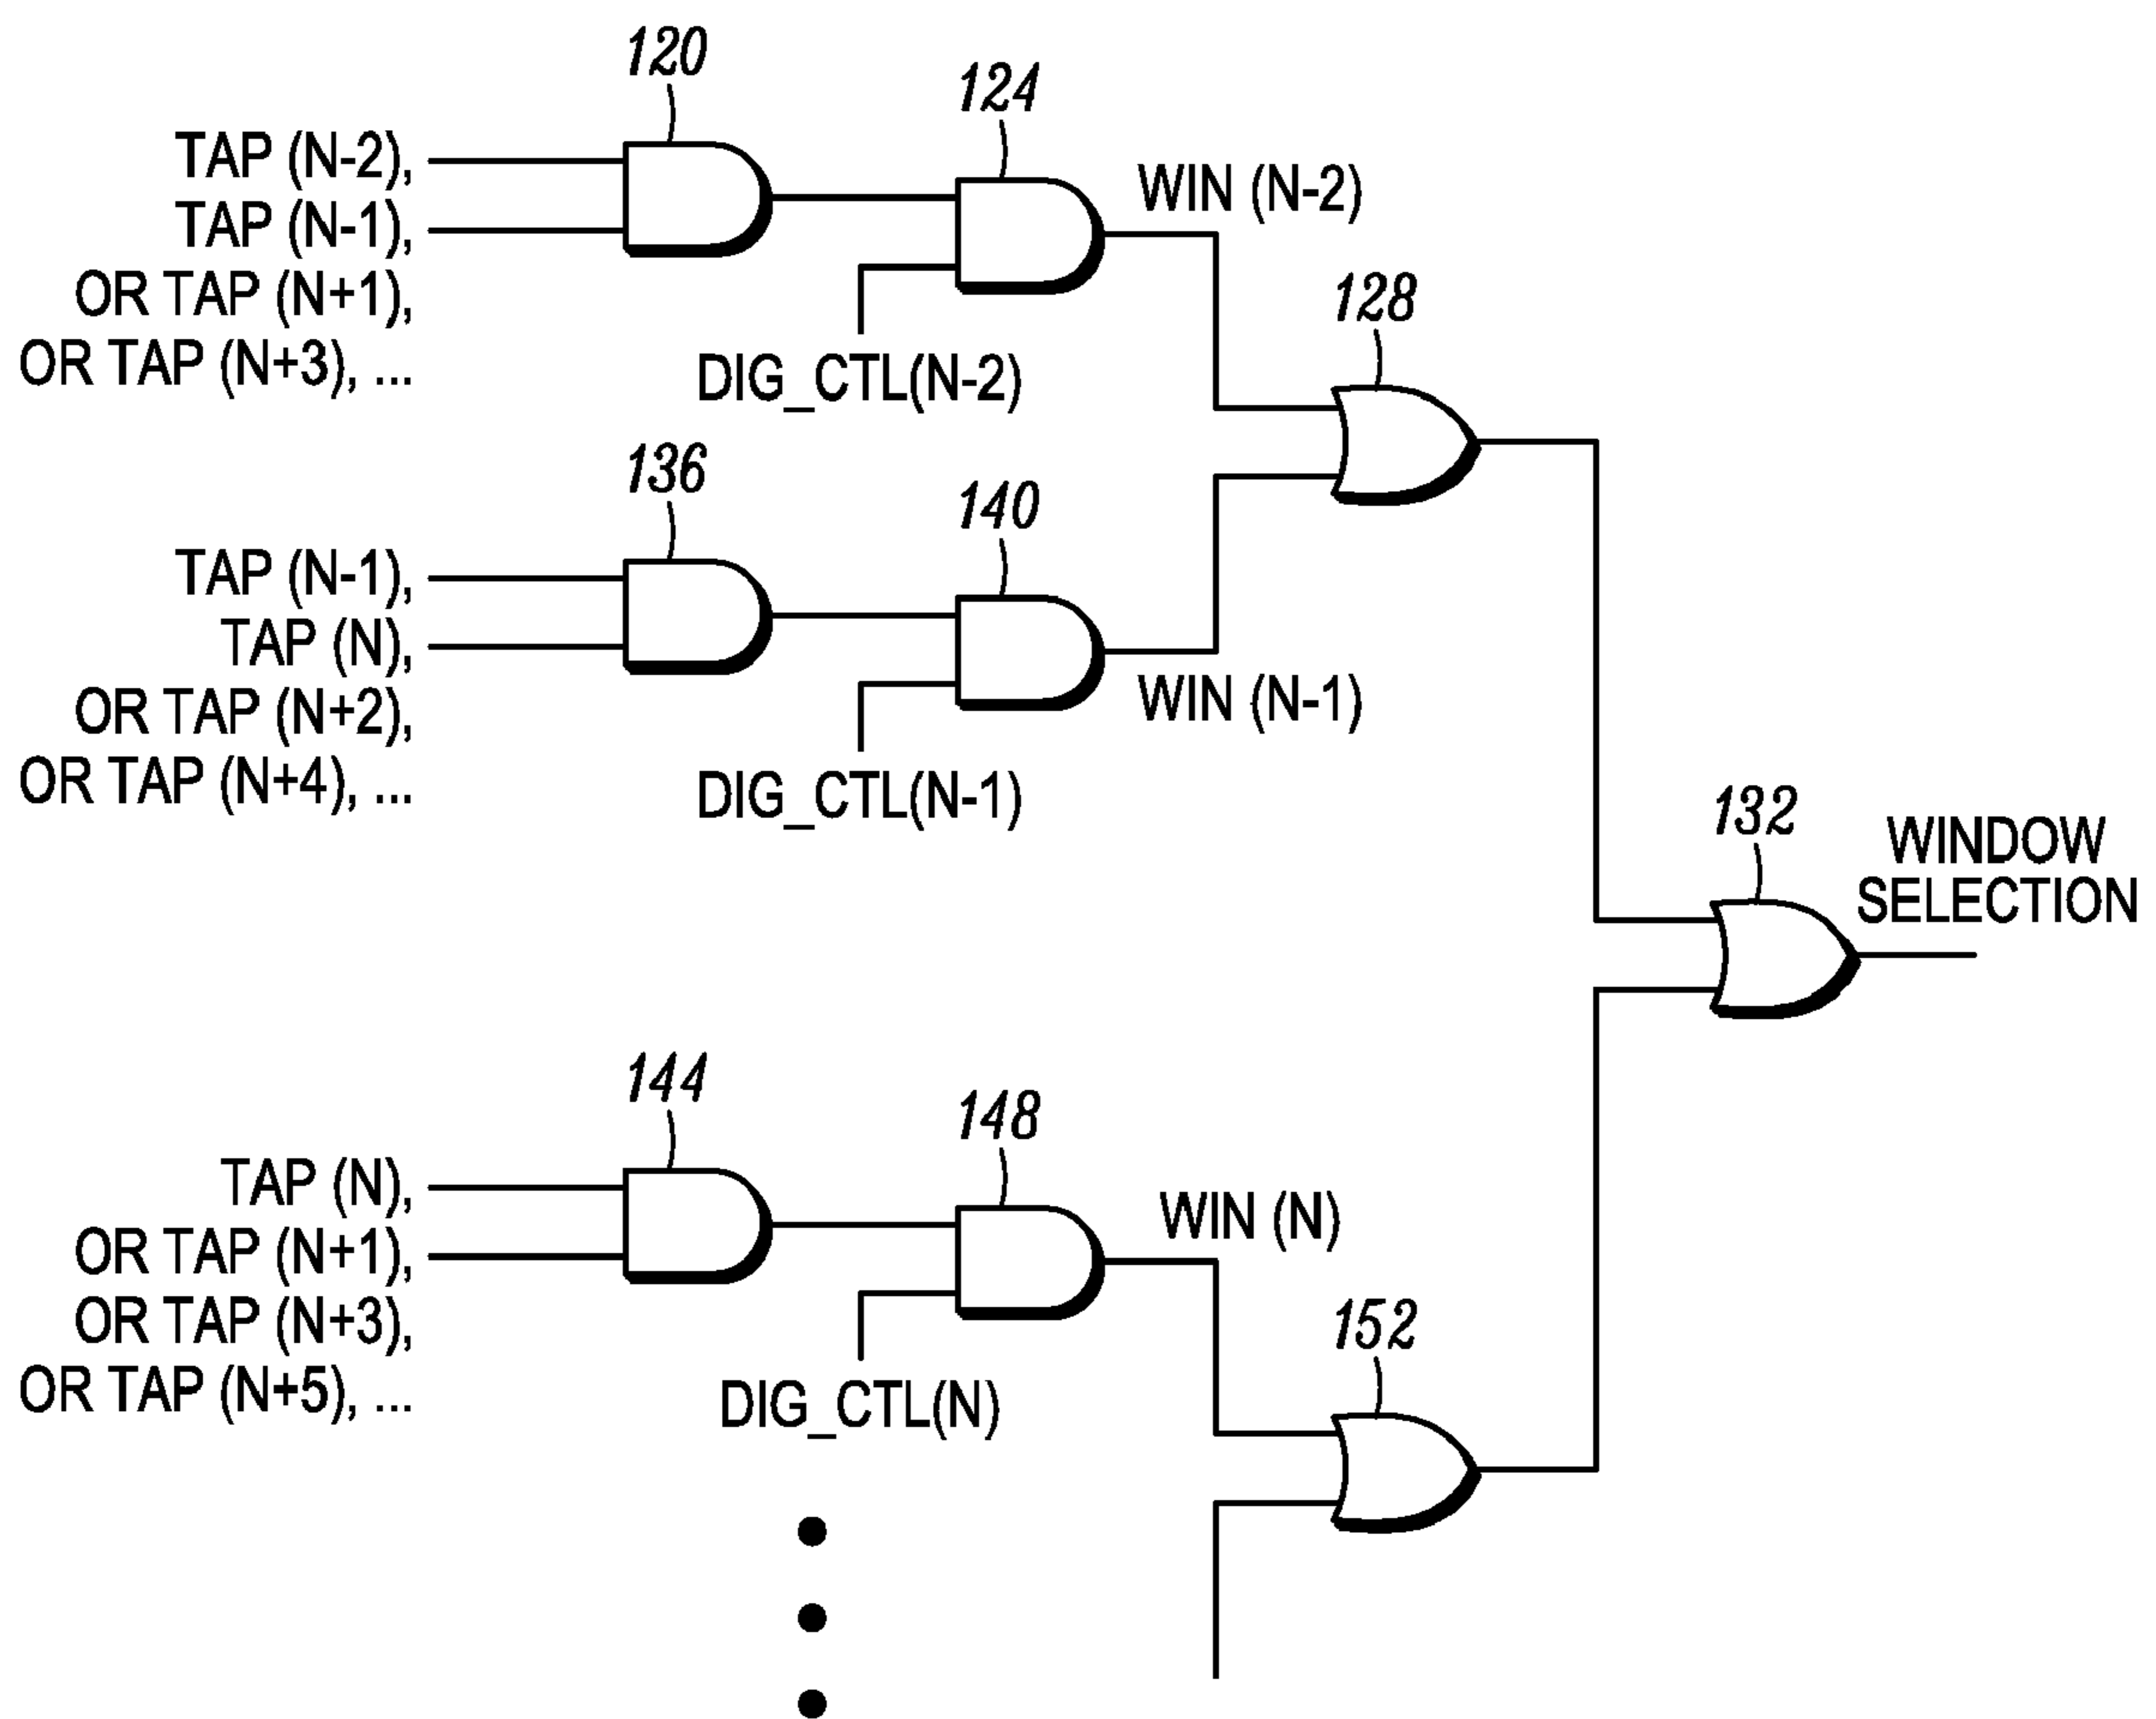 120
124
TAP (N-2),
TAP (N-1),
OR TAP (N+1),
OR TAP (N+3), ...
WIN (N-2)
DIG_CTL(N-2)
128
136
140
TAP (N-1),
TAP (N),
OR TAP (N+2),
OR TAP (N+4), ...
WIN (N-1)
DIG_CTL(N-1)
132
WINDOW
SELECTION
144
148
TAP (N),
OR TAP (N+1),
OR TAP (N+3),
OR TAP (N+5), ...
WIN (N)
DIG_CTL(N)
152